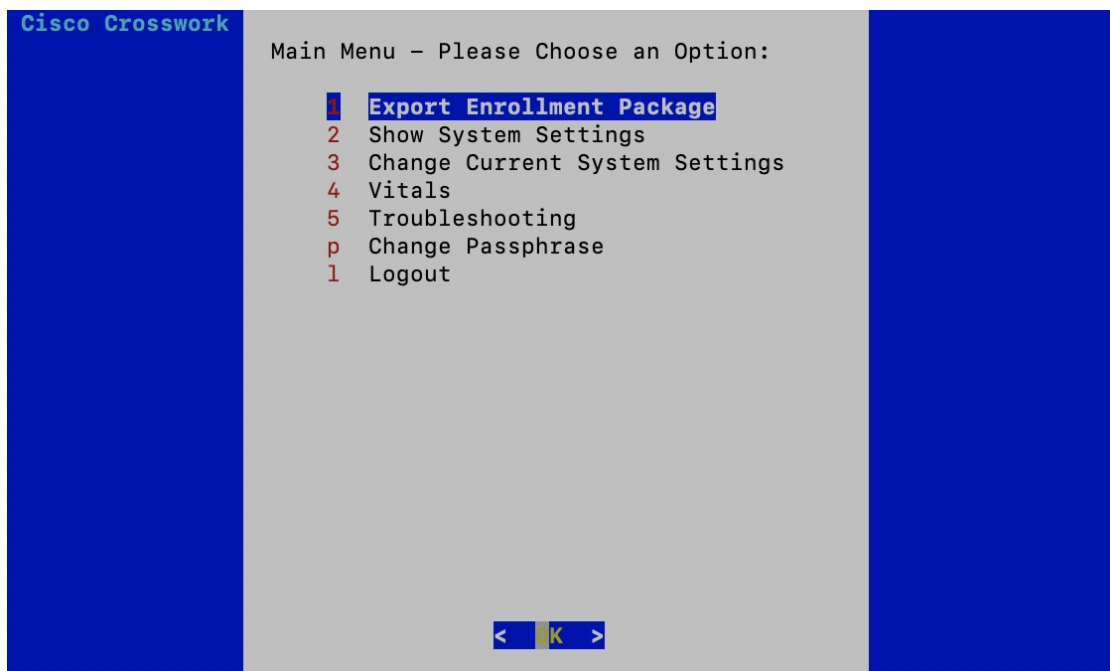 Cisco Crosswork
Main Menu – Please Choose an Option:
1 Export Enrollment Package
2 Show System Settings
3 Change Current System Settings
4 Vitals
5 Troubleshooting
p Change Passphrase
l Logout
< OK >